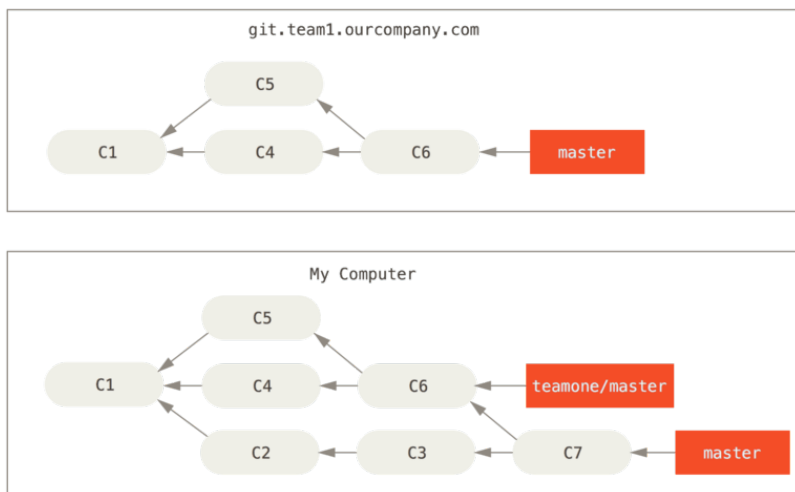 git.team1.ourcompany.com
C5
C1 C4 C6 master
My Computer
C5
C1 C4 C6 teamone/master
C2 C3 C7 master